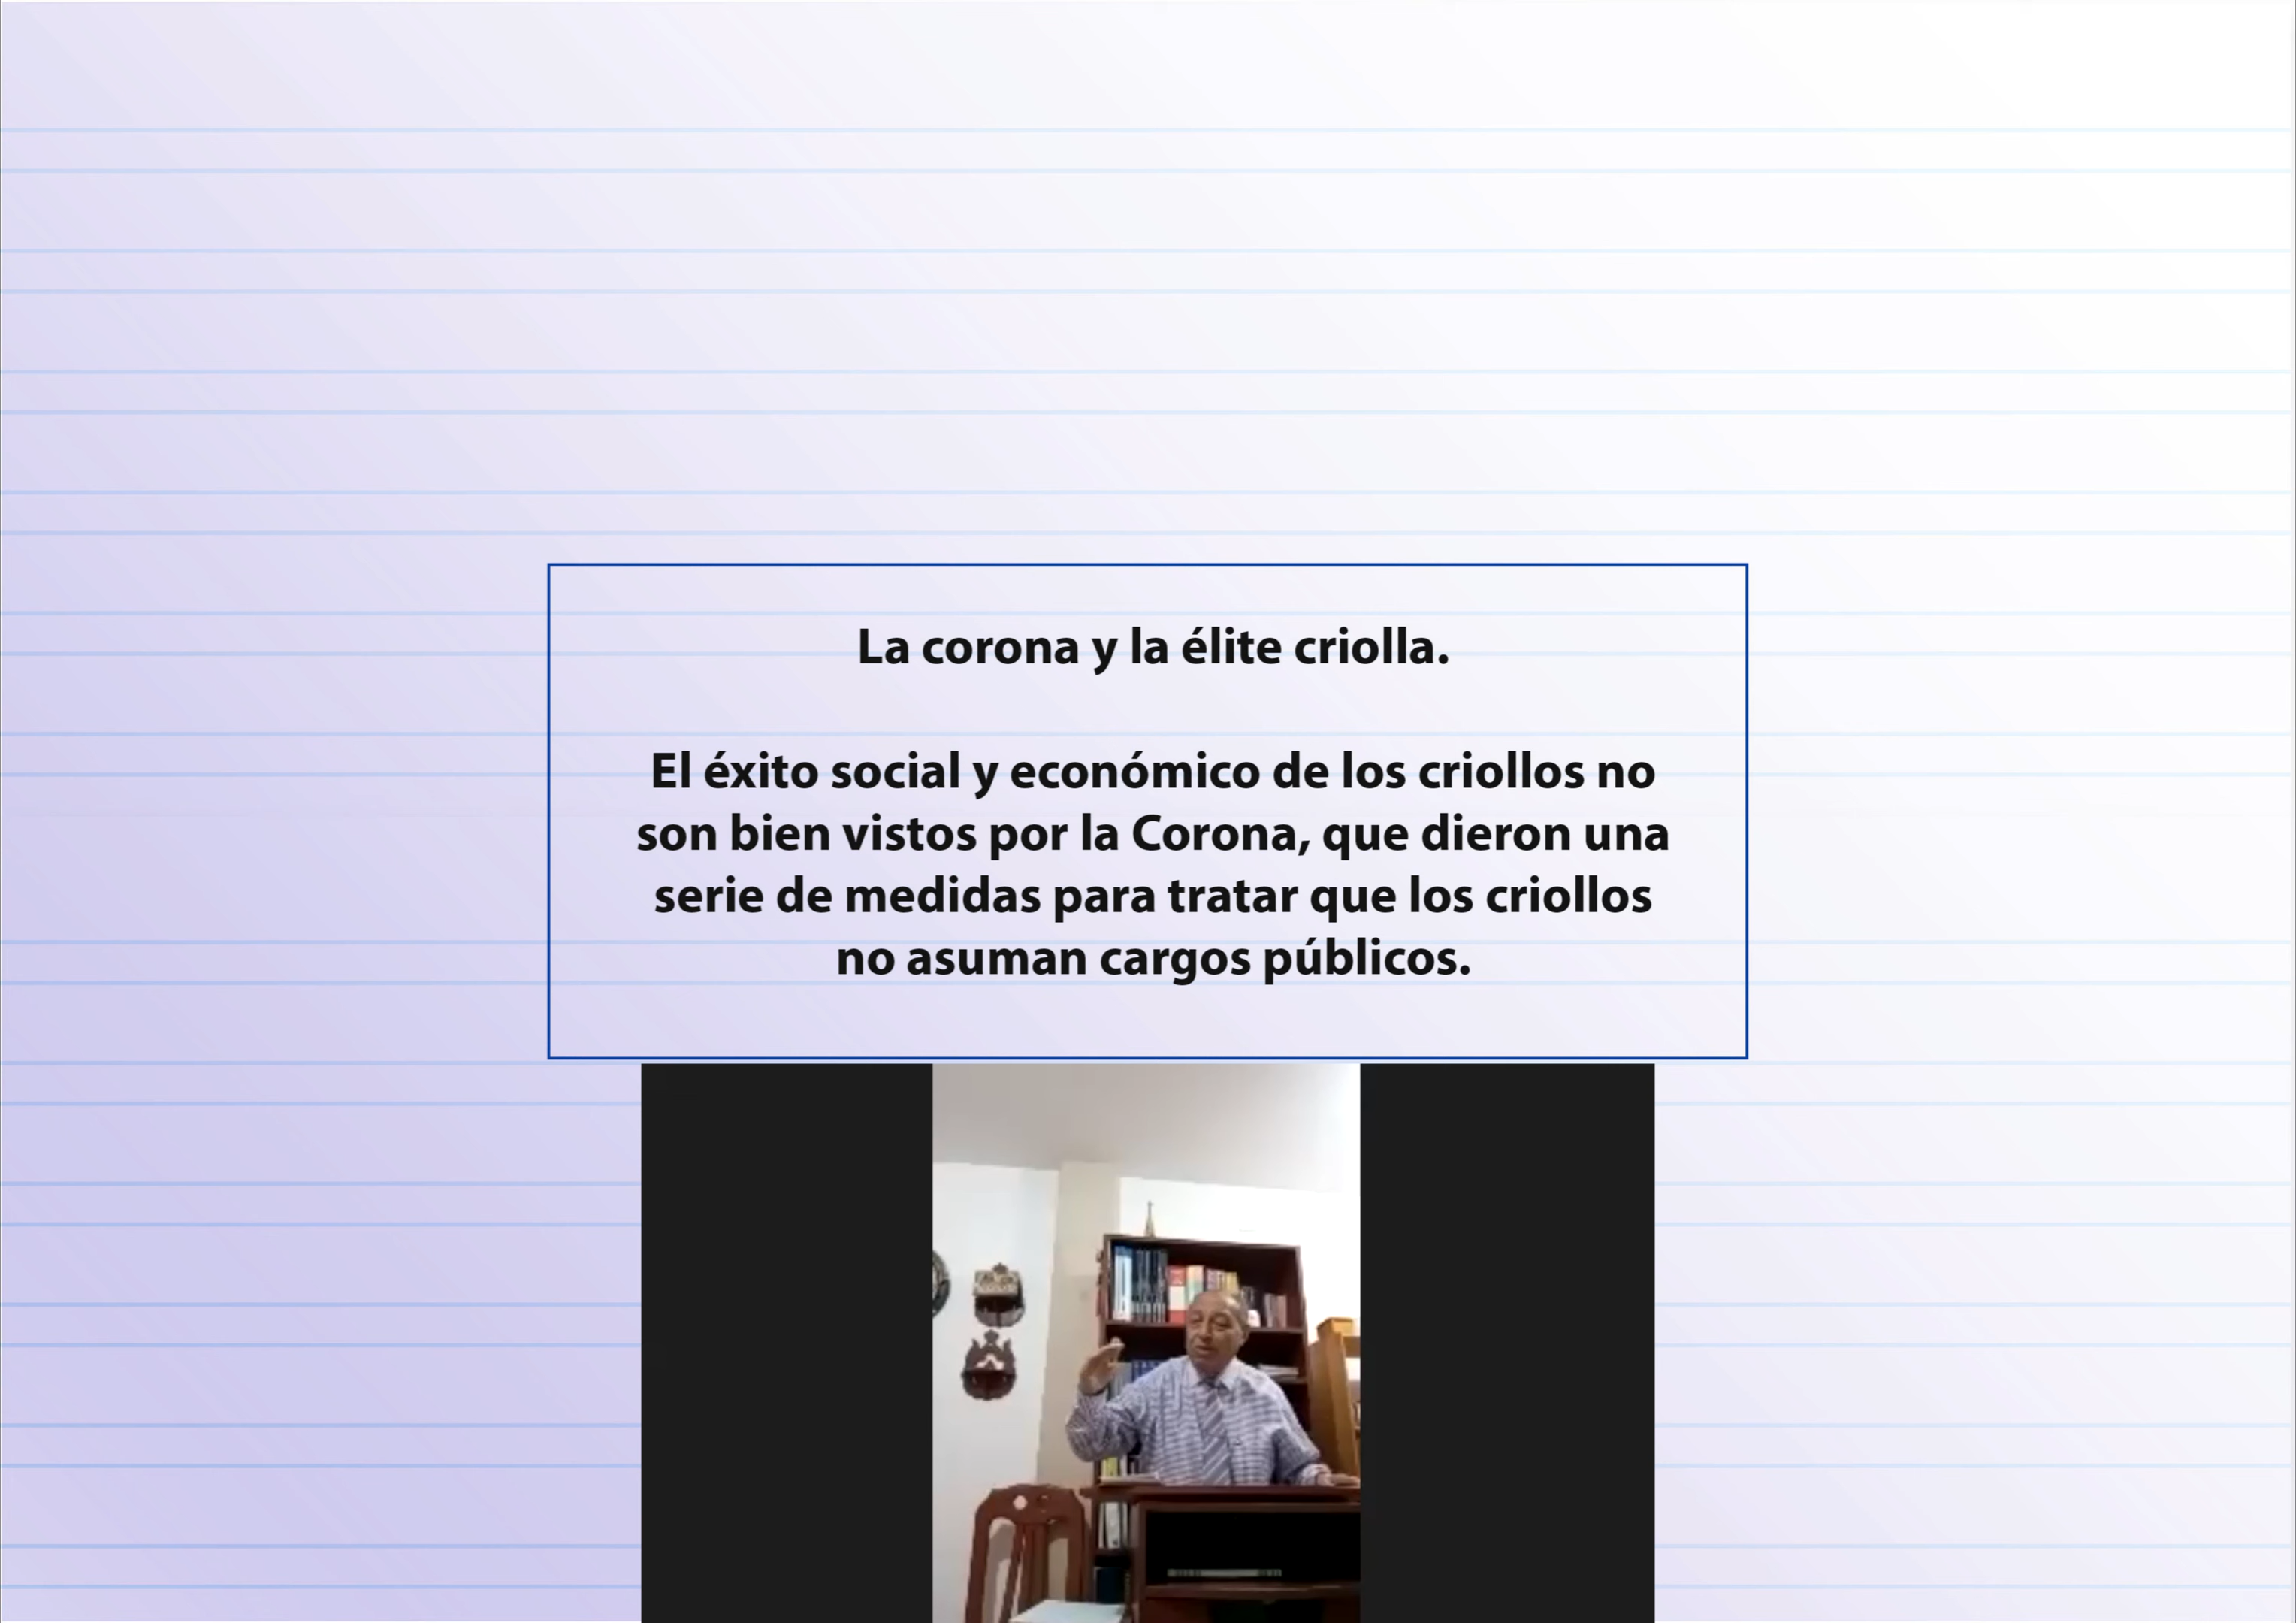 La corona y la élite criolla.
El éxito social y económico de los criollos no
son bien vistos por la Corona, que dieron una
serie de medidas para tratar que los criollos
no asuman cargos públicos.